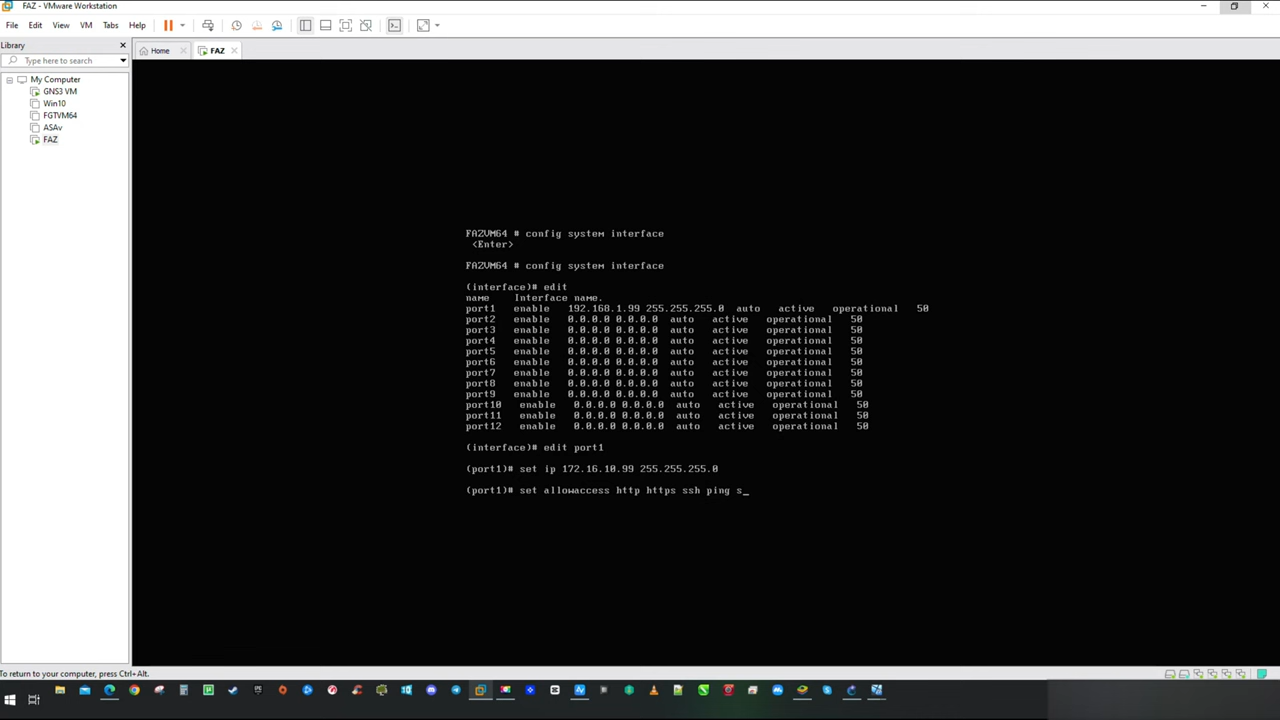 FAZ - VMware Workstation
File Edit View VM Tabs Help
Library
Type here to search
My Computer
GNS3 VM
Win10
FGTVM64
ASAv
FAZ
Home
FAZ
FAZVM64 # config system interface
<Enter>
FAZVM64 # config system interface
(interface)# edit
name Interface name.
port1 enable 192.168.1.99 255.255.255.0 auto active operational 50
port2 enable 0.0.0.0 0.0.0.0 auto active operational 50
port3 enable 0.0.0.0 0.0.0.0 auto active operational 50
port4 enable 0.0.0.0 0.0.0.0 auto active operational 50
port5 enable 0.0.0.0 0.0.0.0 auto active operational 50
port6 enable 0.0.0.0 0.0.0.0 auto active operational 50
port7 enable 0.0.0.0 0.0.0.0 auto active operational 50
port8 enable 0.0.0.0 0.0.0.0 auto active operational 50
port9 enable 0.0.0.0 0.0.0.0 auto active operational 50
port10 enable 0.0.0.0 0.0.0.0 auto active operational 50
port11 enable 0.0.0.0 0.0.0.0 auto active operational 50
port12 enable 0.0.0.0 0.0.0.0 auto active operational 50
(interface)# edit port1
(port1)# set ip 172.16.10.99 255.255.255.0
(port1)# set allowaccess http https ssh ping s_
To return to your computer, press Ctrl+Alt.